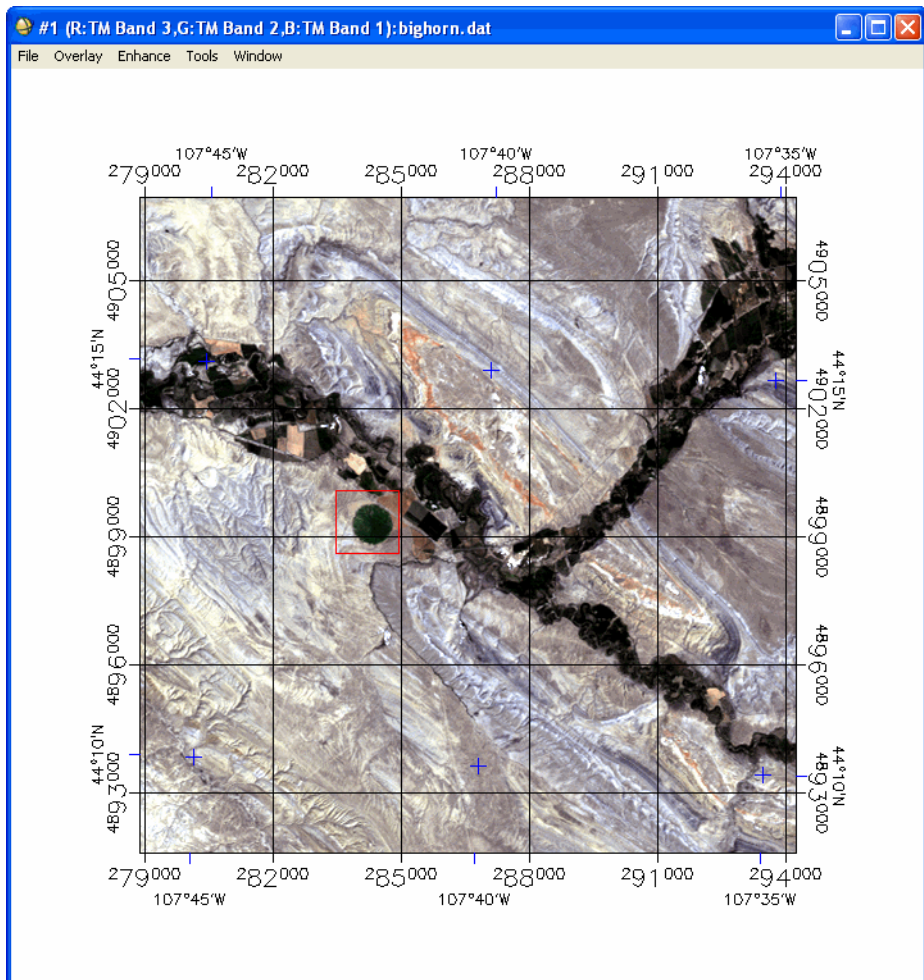 #1 (R:TM Band 3,G:TM Band 2,B:TM Band 1):bighorn.dat
File Overlay Enhance Tools Window
107°45'W 107°40'W 107°35'W
279000 282000 285000 288000 291000 294000
4905000 4905000
44°15'N 44°15'N
4902000 4902000
4899000 4899000
4896000 4896000
44°10'N 44°10'N
4893000 4893000
279000 282000 285000 288000 291000 294000
107°45'W 107°40'W 107°35'W